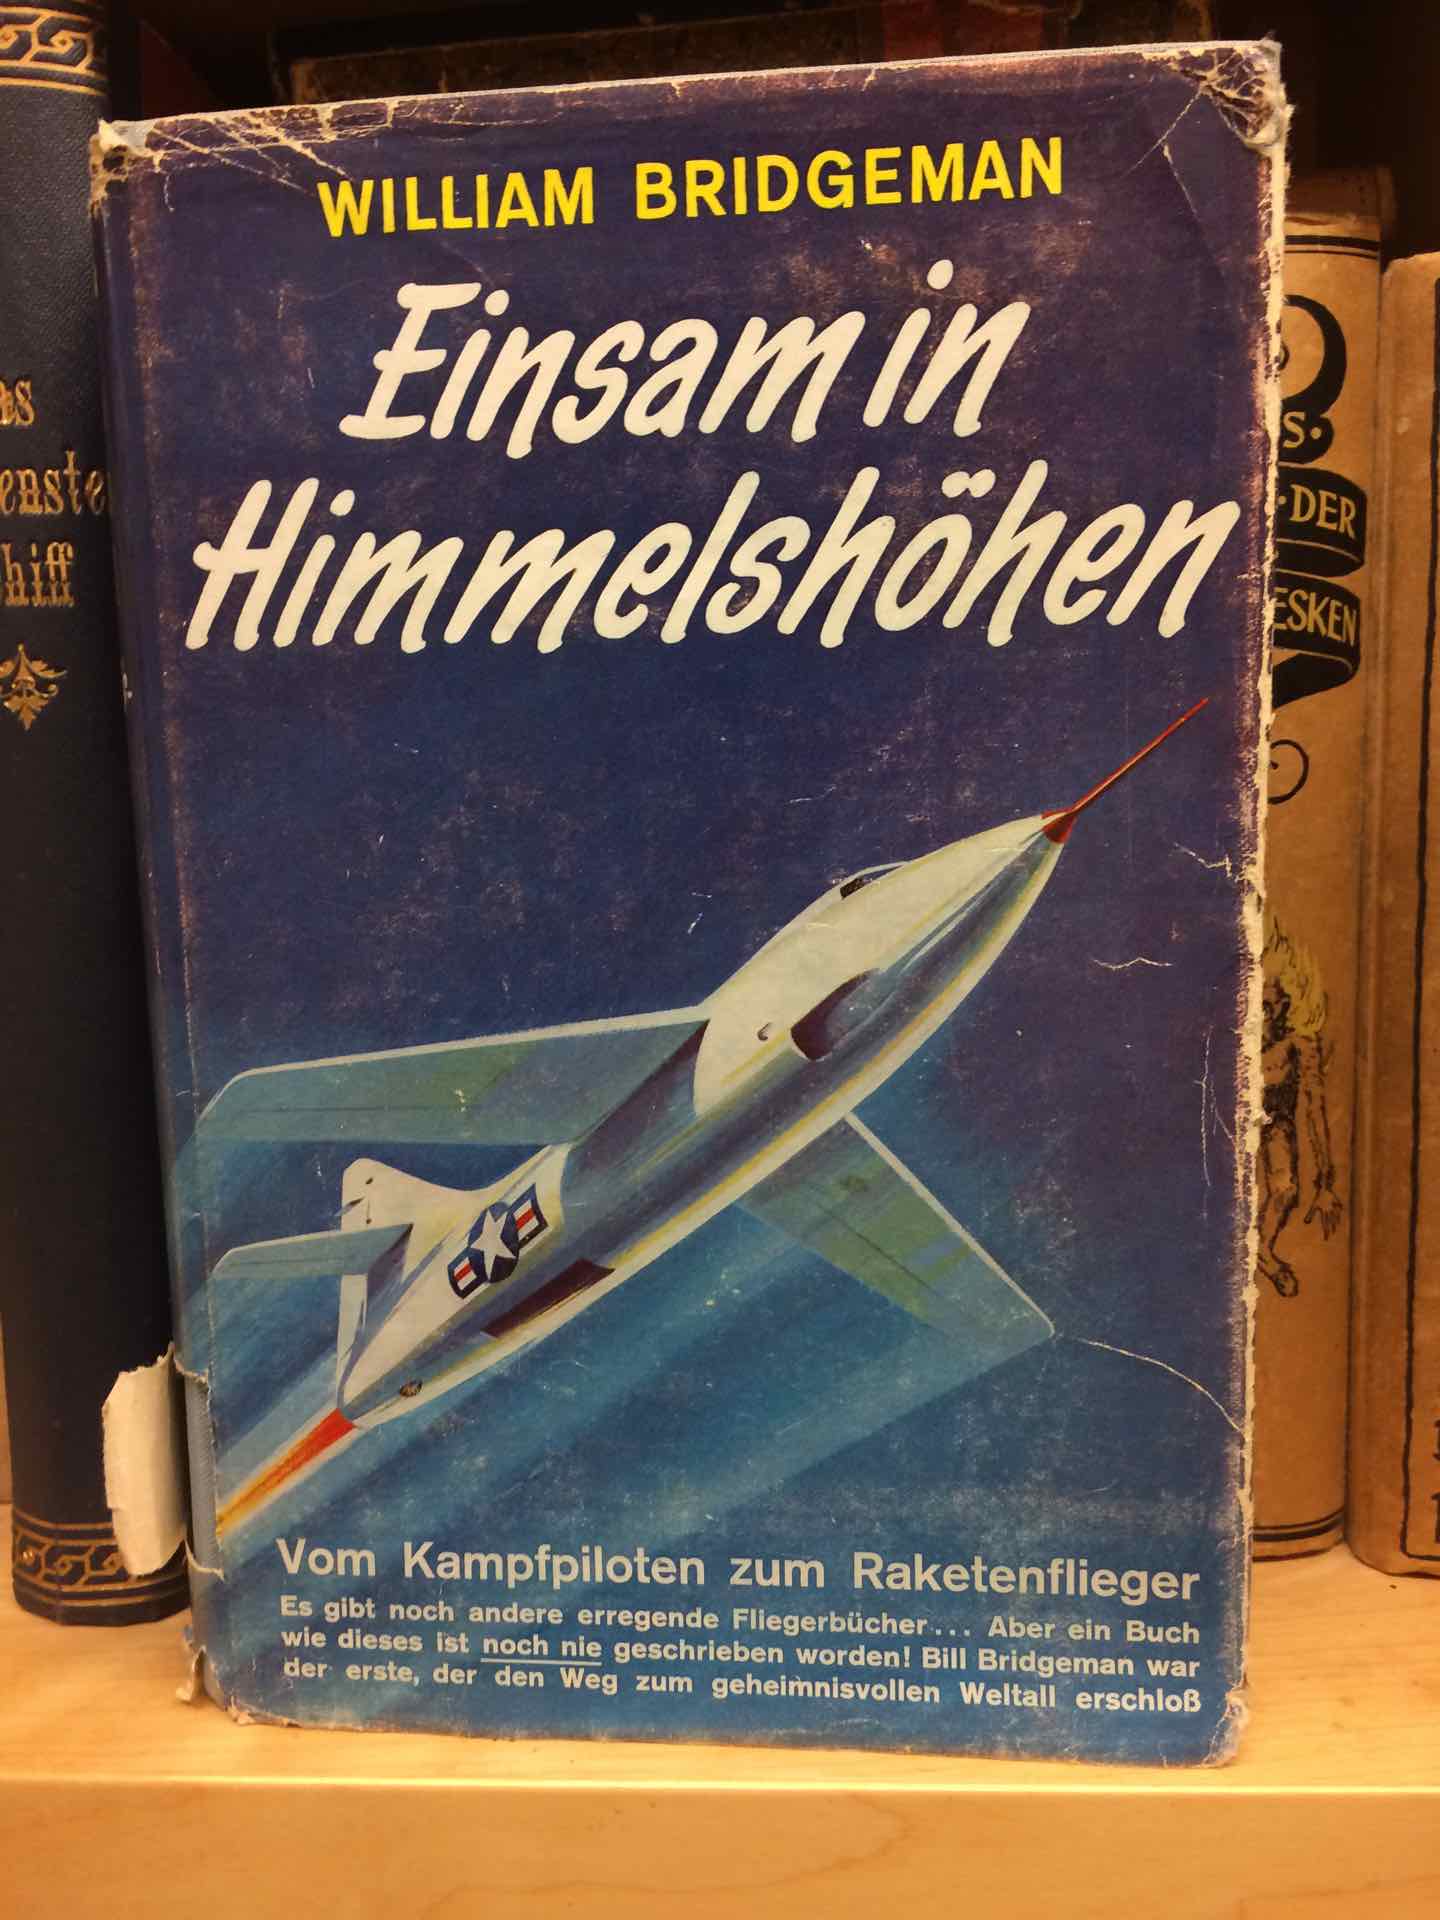 WILLIAM BRIDGEMAN
Einsam in
Himmelshöhen
Vom Kampfpiloten zum Raketenflieger
Es gibt noch andere erregende Fliegerbücher... Aber ein Buch
wie dieses ist noch nie geschrieben worden! Bill Bridgeman war
der erste, der den Weg zum geheimnisvollen Weltall erschloß
DER